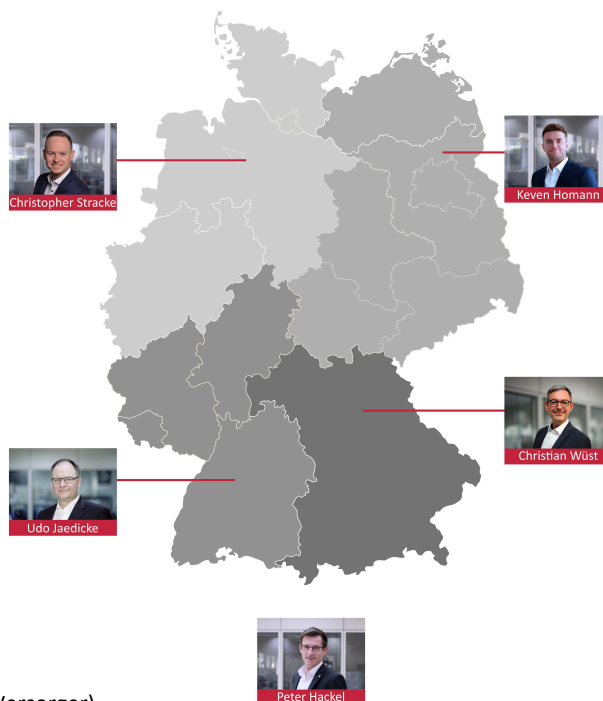 Christopher Stracke
Keven Homann
Christian Wüst
Udo Jaedicke
Peter Hackel